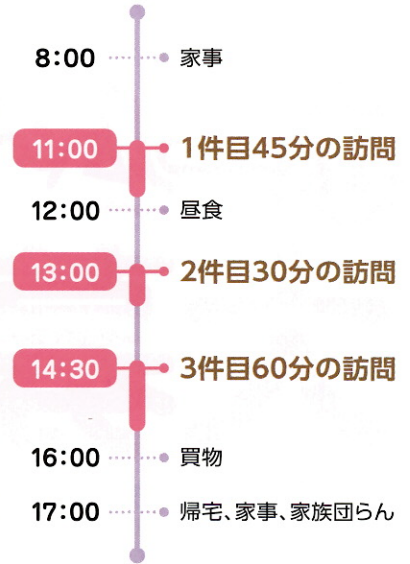 8:00 家事
11:00 1件目45分の訪問
12:00 昼食
13:00 2件目30分の訪問
14:30 3件目60分の訪問
16:00 買物
17:00 帰宅、家事、家族団らん